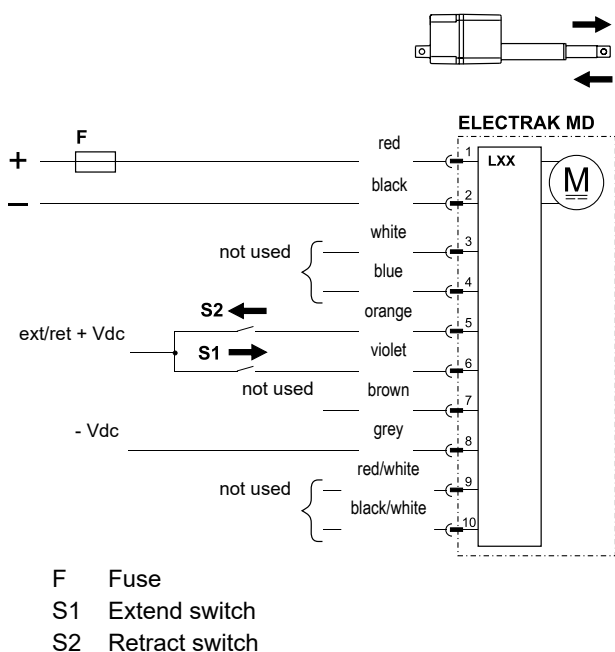 ELECTRAK MD
F
+ red 1 LXX
M
− black 2
white 3
not used
blue 4
S2 orange 5
ext/ret + Vdc
S1 violet 6
not used brown 7
- Vdc grey 8
red/white 9
not used
black/white 10
F Fuse
S1 Extend switch
S2 Retract switch